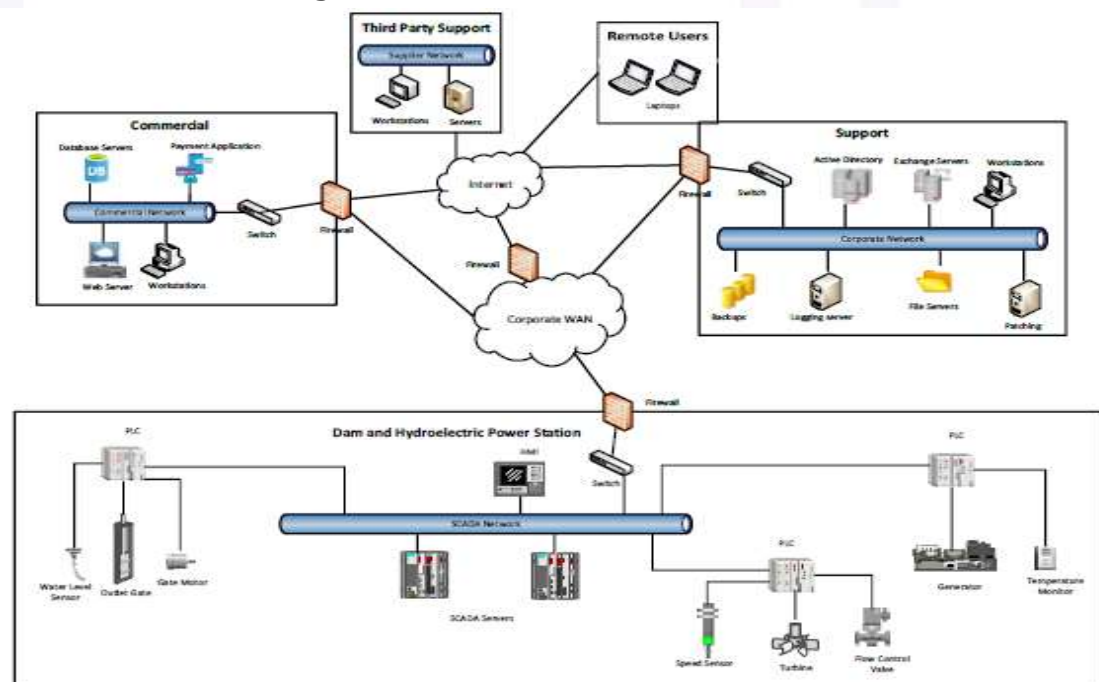 Third Party Support
Supplier Network
Workstations
Servers
Remote Users
Laptops
Commercial
Database Servers
Payment Application
DB
Commercial Network
Web Server
Workstations
Switch
Firewall
Internet
Firewall
Corporate WAN
Support
Firewall
Switch
Active Directory
Exchange Servers
Workstations
Corporate Network
Backups
Logging server
File Servers
Patching
Firewall
Dam and Hydroelectric Power Station
Switch
PLC
HMI
SCADA Network
SCADA Servers
Water Level
Sensor
Outlet Gate
Gate Motor
PLC
Speed Sensor
Turbine
Flow Control
Valve
PLC
Generator
Temperature
Monitor